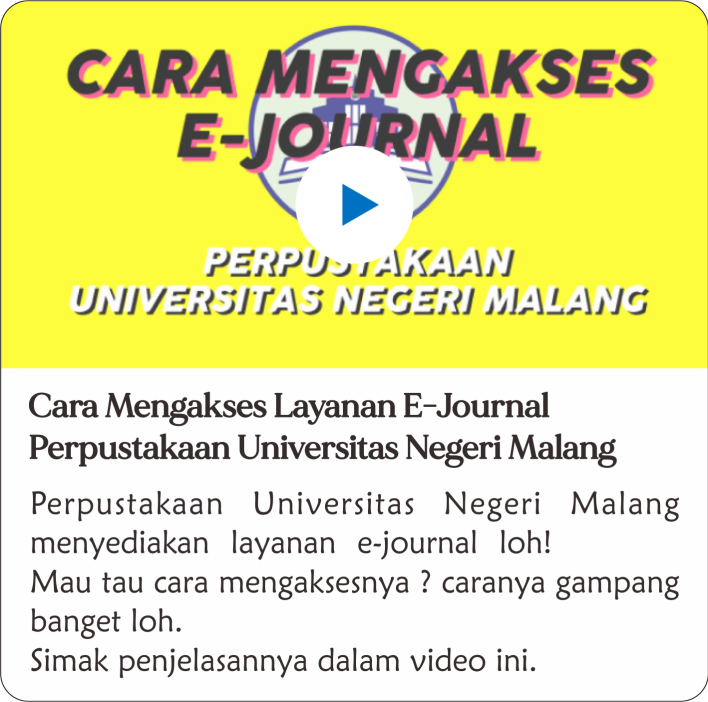 CARA MENGAKSES
E-JOURNAL
PERPUSTAKAAN
UNIVERSITAS NEGERI MALANG
Cara Mengakses Layanan E-Journal
Perpustakaan Universitas Negeri Malang
Perpustakaan Universitas Negeri Malang
menyediakan layanan e-journal loh!
Mau tau cara mengaksesnya ? caranya gampang
banget loh.
Simak penjelasannya dalam video ini.